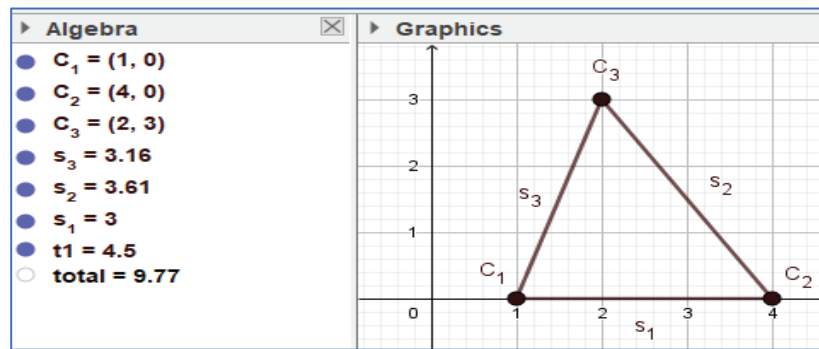 Algebra
C₁ = (1, 0)
C₂ = (4, 0)
C₃ = (2, 3)
s₃ = 3.16
s₂ = 3.61
s₁ = 3
t1 = 4.5
total = 9.77
Graphics
C₃
3
2
s₃
s₂
1
C₁
C₂
0
1
2
3
4
s₁